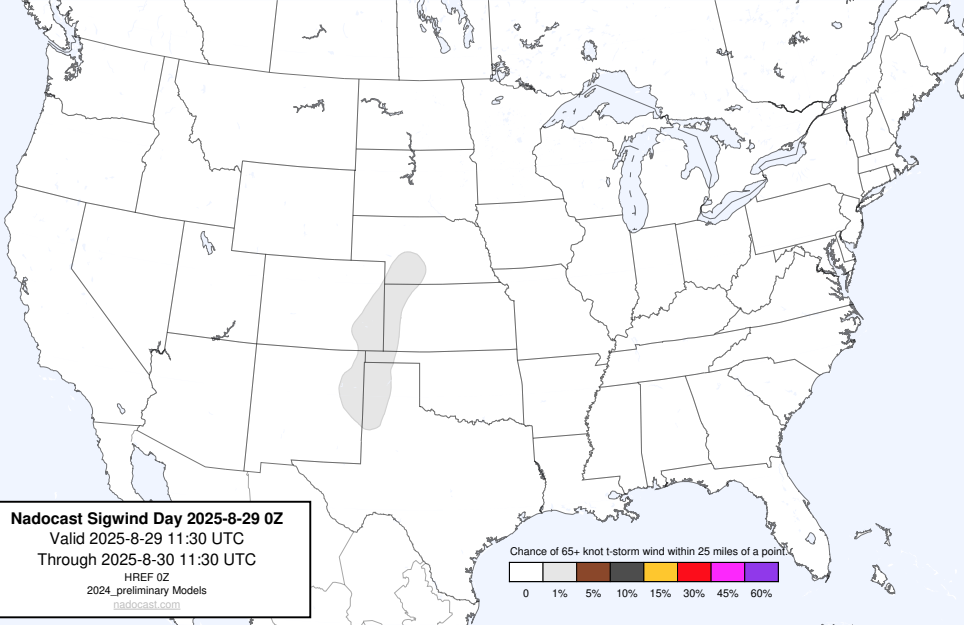 Nadocast Sigwind Day 2025-8-29 0Z
Valid 2025-8-29 11:30 UTC
Through 2025-8-30 11:30 UTC
HREF 0Z
2024_preliminary Models
nadocast.com
Chance of 65+ knot t-storm wind within 25 miles of a point.
0 1% 5% 10% 15% 30% 45% 60%